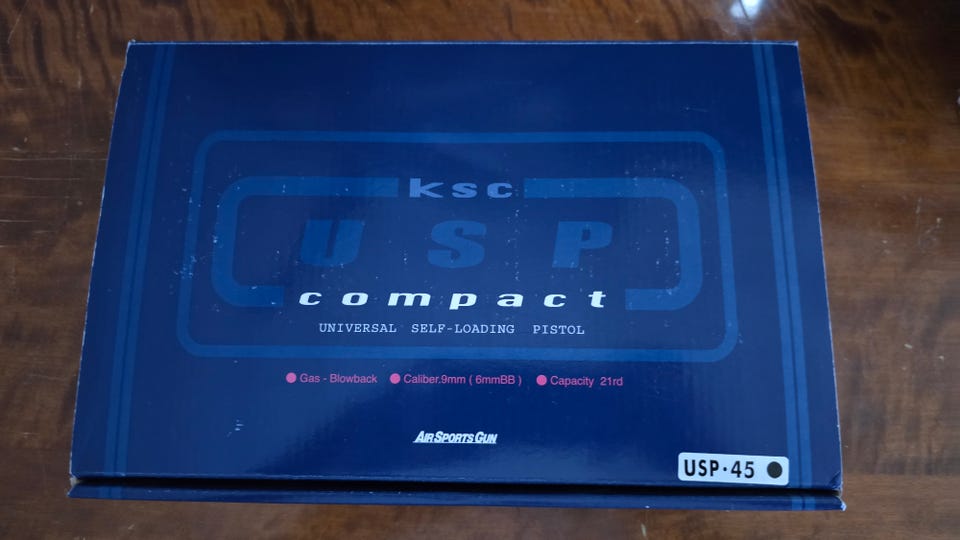 ksc
USP
compact
UNIVERSAL SELF-LOADING PISTOL
● Gas - Blowback ● Caliber.9mm ( 6mmBB ) ● Capacity 21rd
AIR SPORTS GUN
USP·45 ●